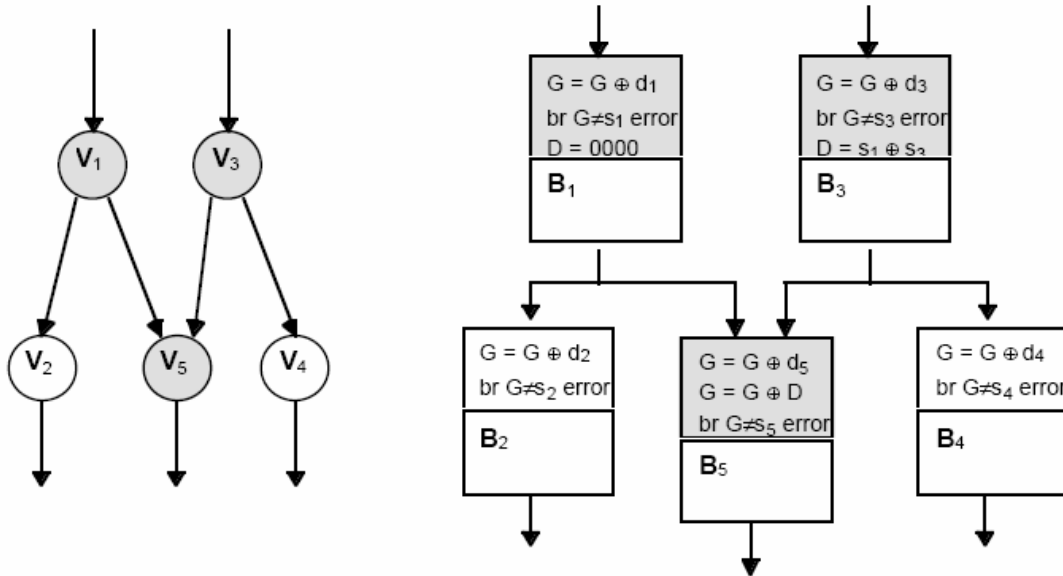 V₁
V₃
V₂
V₅
V₄
G = G ⊕ d₁
br G≠s₁ error
D = 0000
B₁
G = G ⊕ d₃
br G≠s₃ error
D = s₁ ⊕ s₃
B₃
G = G ⊕ d₂
br G≠s₂ error
B₂
G = G ⊕ d₅
G = G ⊕ D
br G≠s₅ error
B₅
G = G ⊕ d₄
br G≠s₄ error
B₄